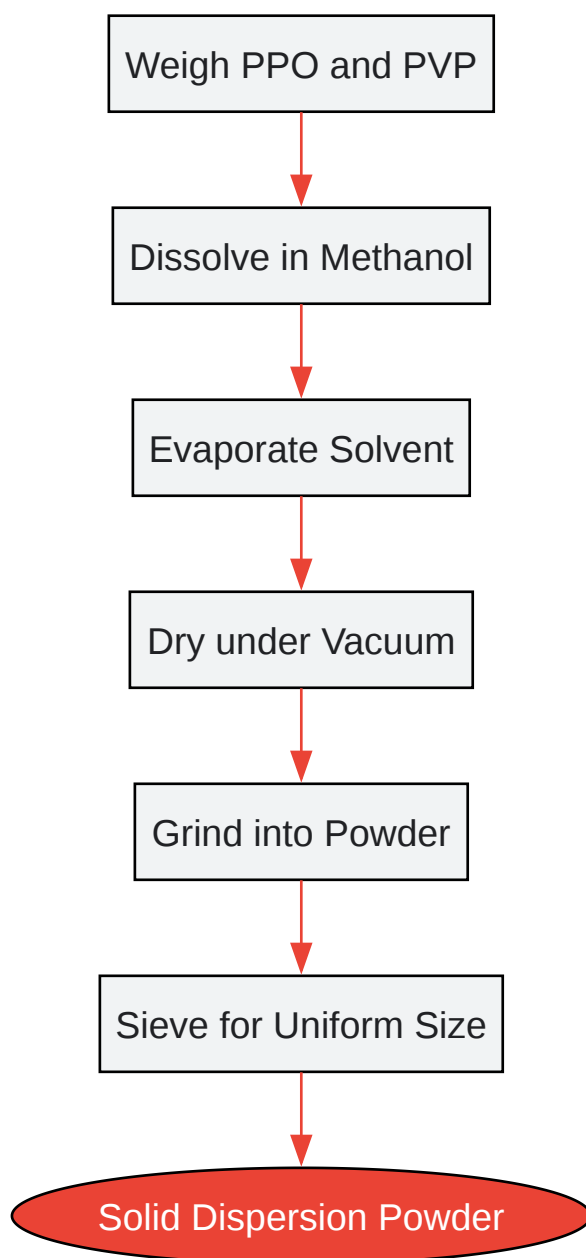 Weigh PPO and PVP
Dissolve in Methanol
Evaporate Solvent
Dry under Vacuum
Grind into Powder
Sieve for Uniform Size
Solid Dispersion Powder